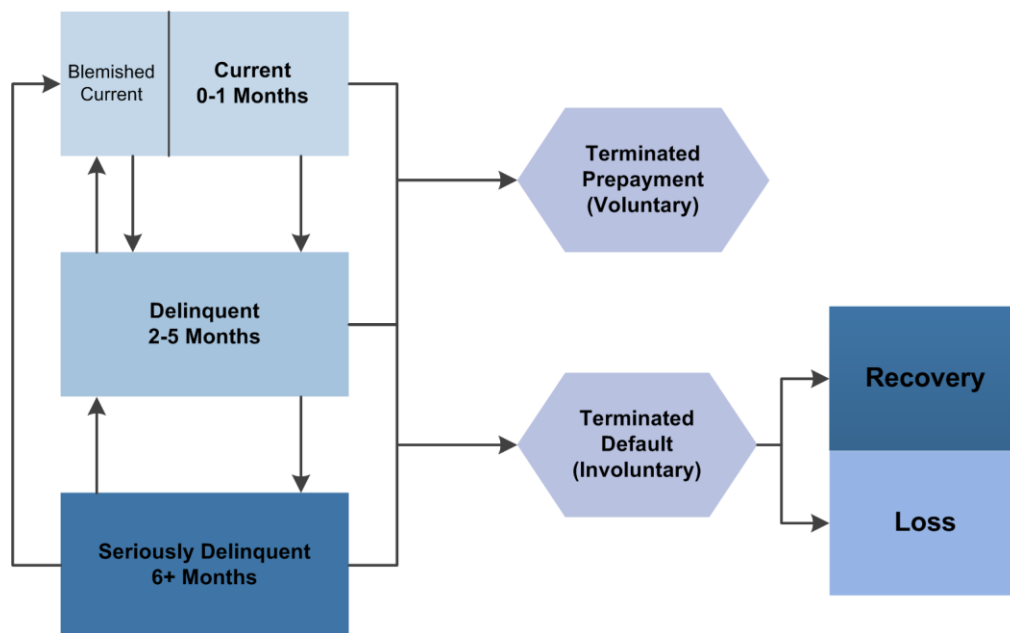 Blemished
Current
Current
0-1 Months
Terminated
Prepayment
(Voluntary)
Delinquent
2-5 Months
Recovery
Terminated
Default
(Involuntary)
Loss
Seriously Delinquent
6+ Months